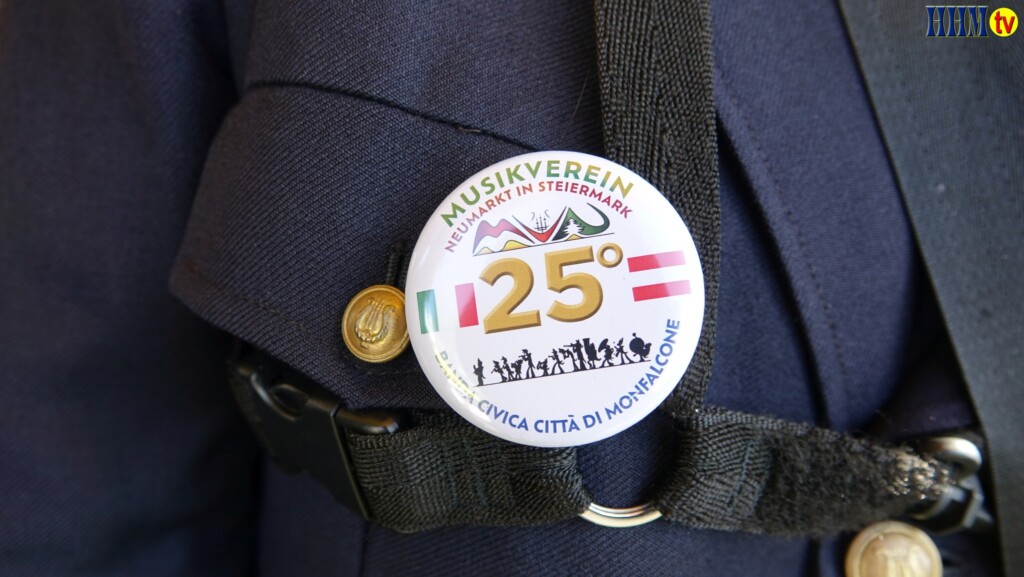 HHM tv
MUSIKVEREIN
NEUMARKT IN STEIERMARK
25°
BANDA CIVICA CITTÀ DI MONFALCONE